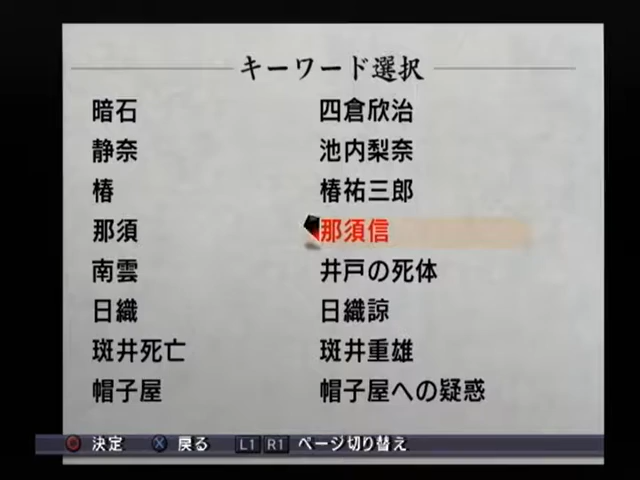 キーワード選択
暗石 四倉欣治
静奈 池内梨奈
椿 椿祐三郎
那須 那須信
南雲 井戸の死体
日織 日織諒
斑井死亡 斑井重雄
帽子屋 帽子屋への疑惑
決定 戻る L1 R1 ページ切り替え